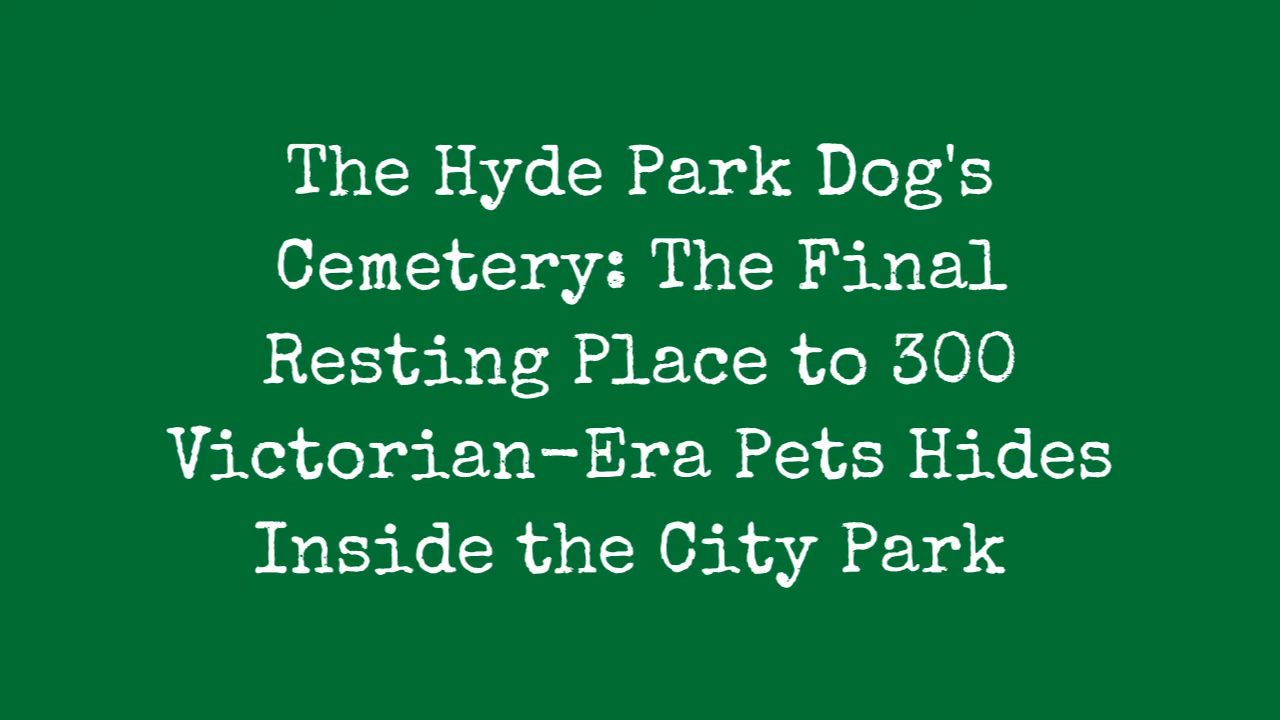 The Hyde Park Dog's
Cemetery: The Final
Resting Place to 300
Victorian-Era Pets Hides
Inside the City Park